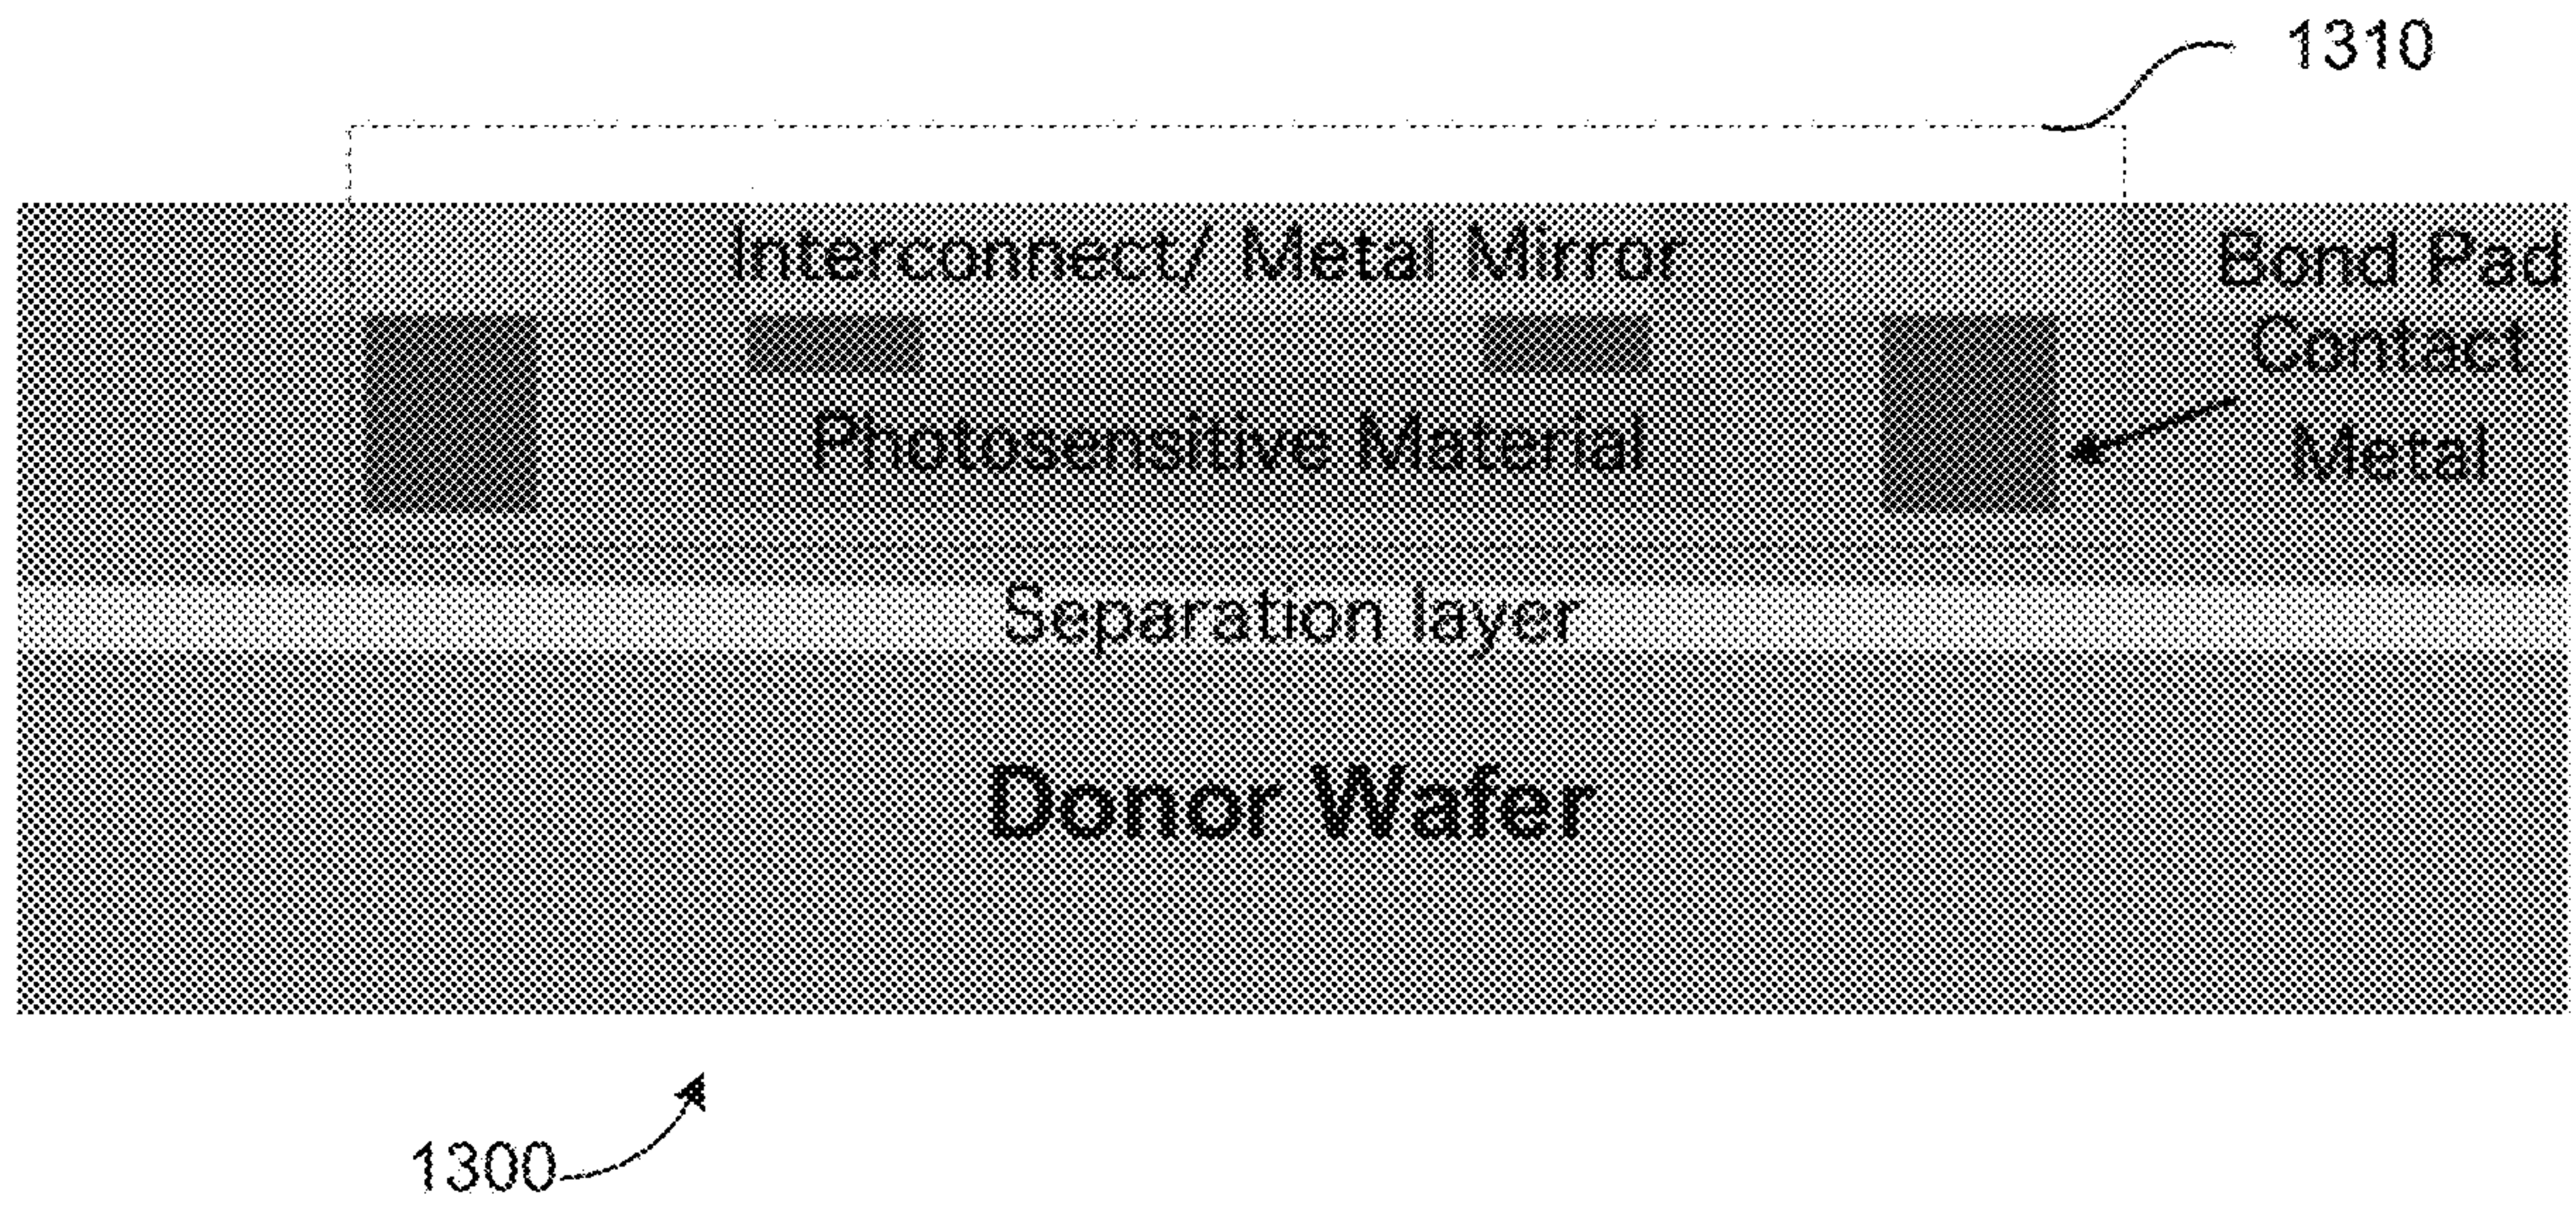 1310
Interconnect/ Metal Mirror
Bond Pad
Contact
Metal
Photosensitive Material
Separation layer
Donor Wafer
1300